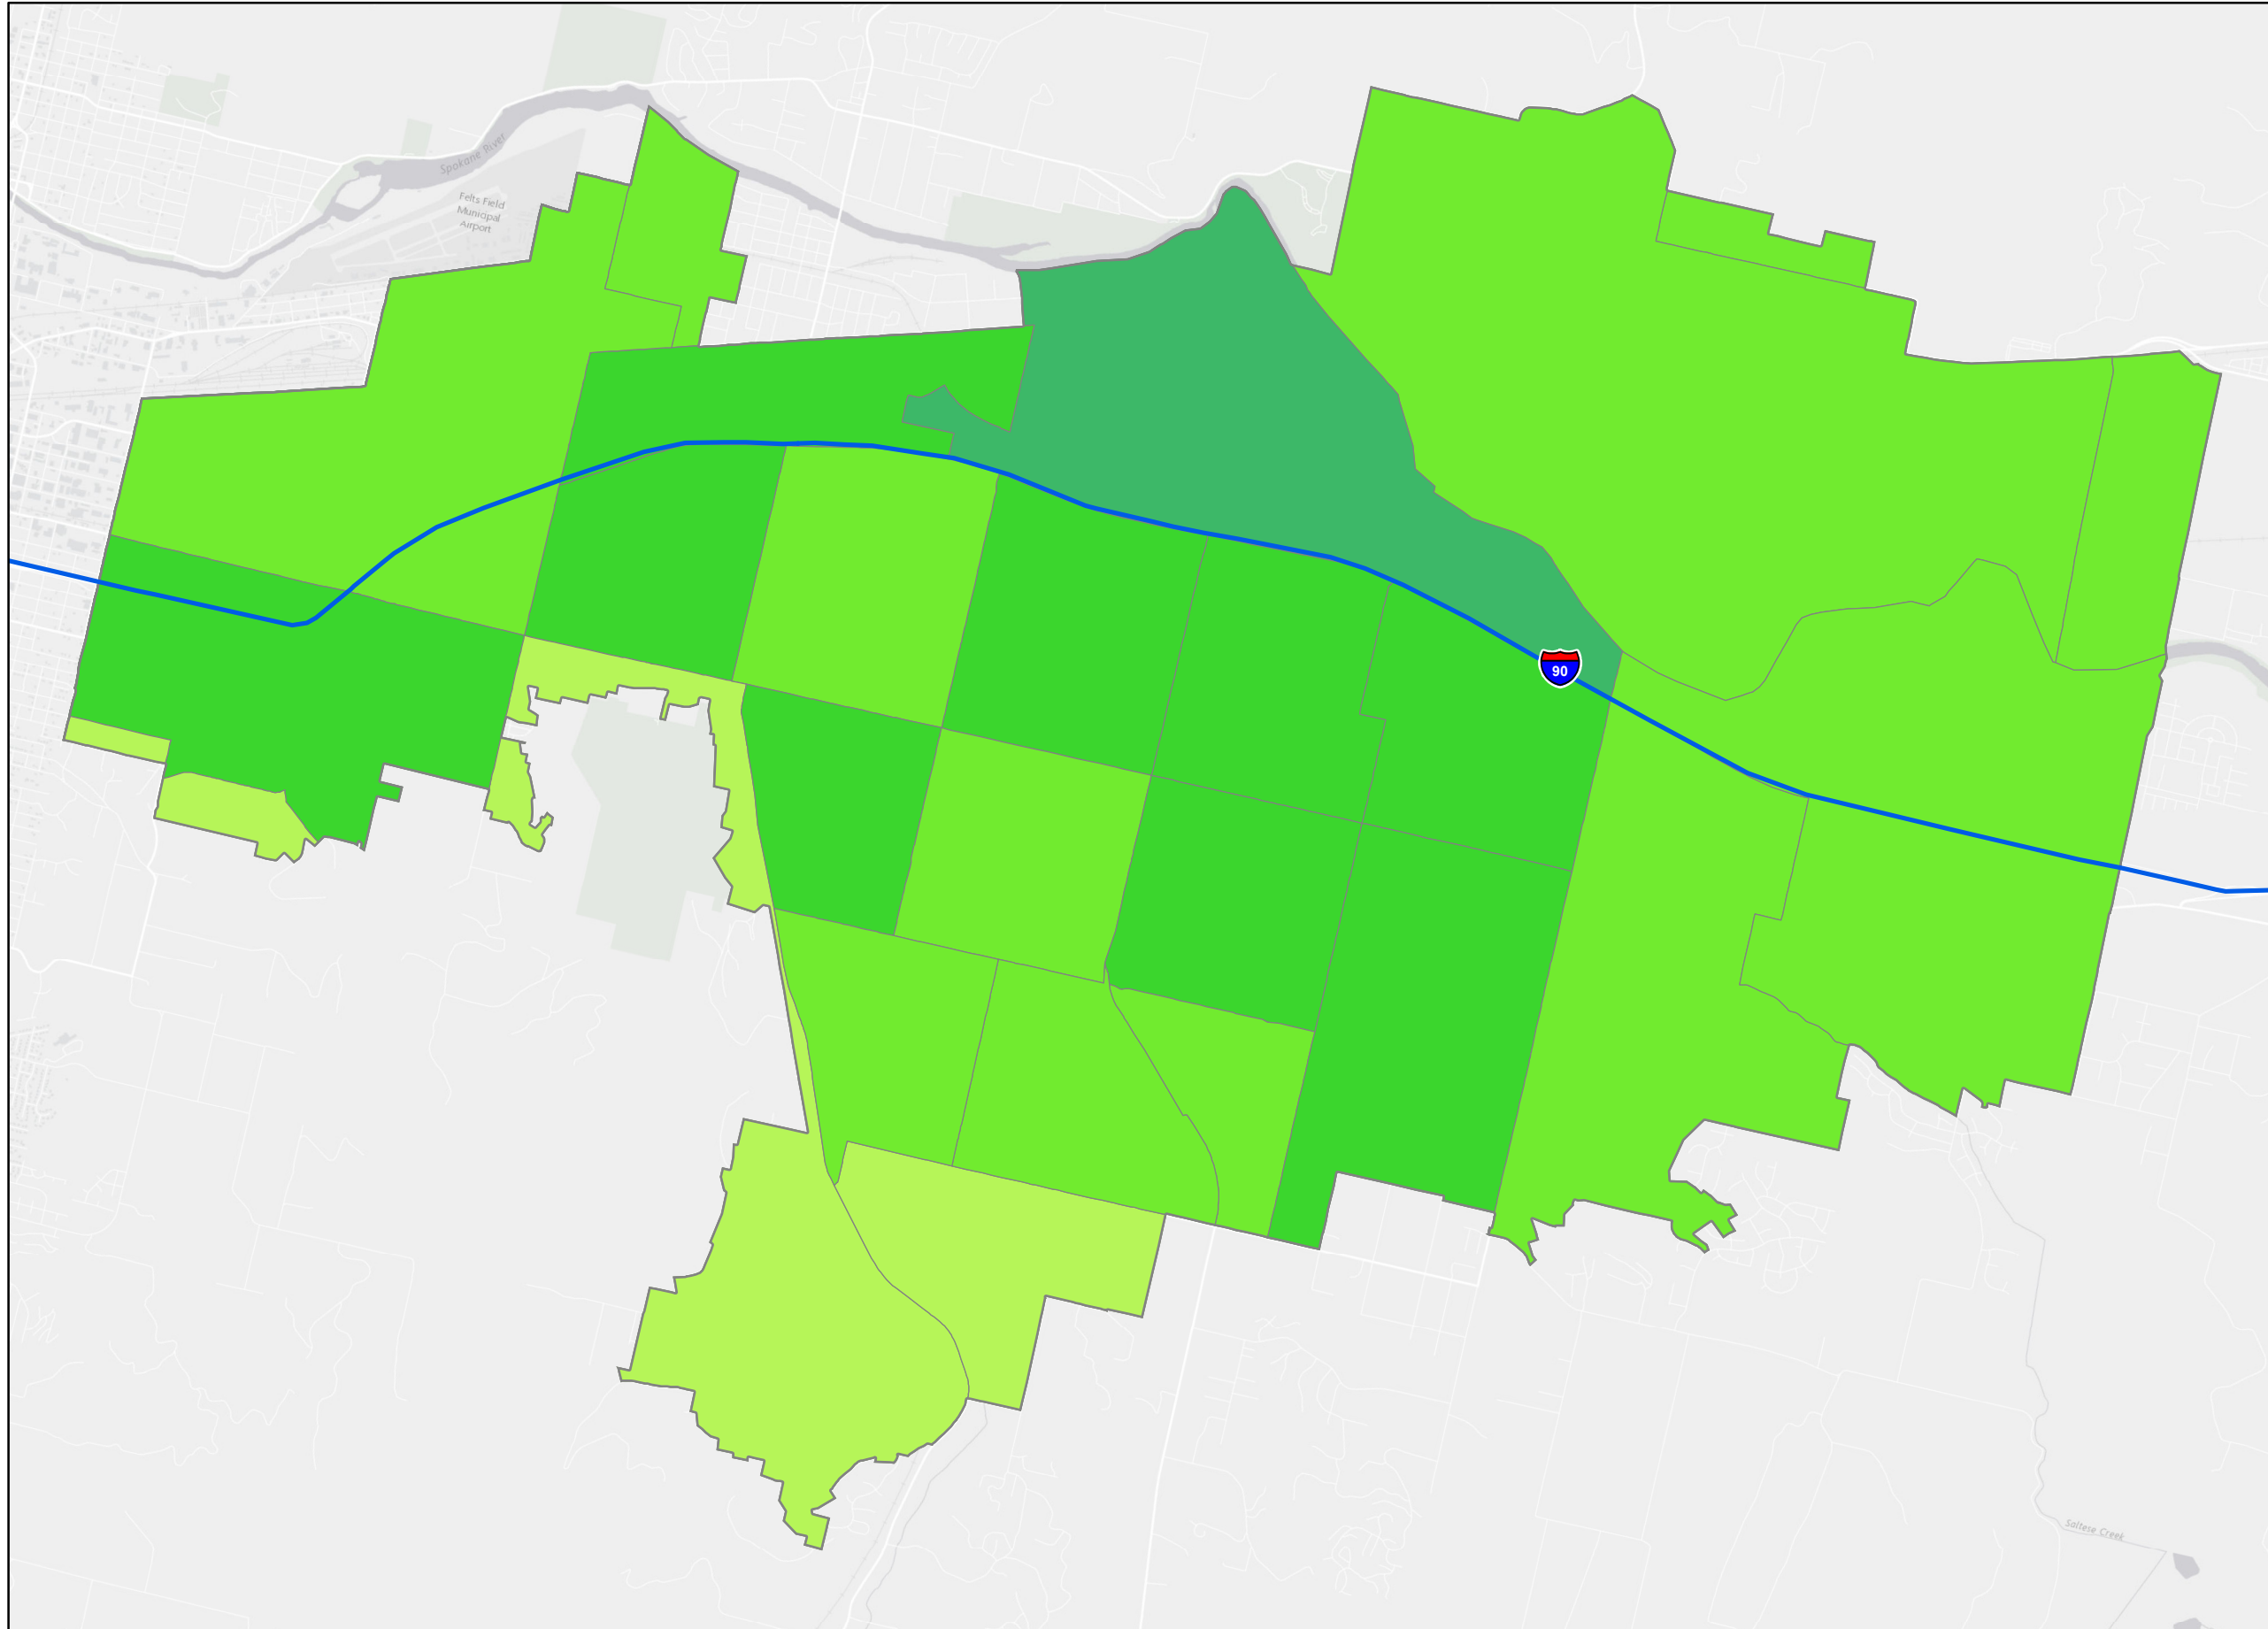 Spokane River
Felts Field
Municipal
Airport
90
Saltese Creek